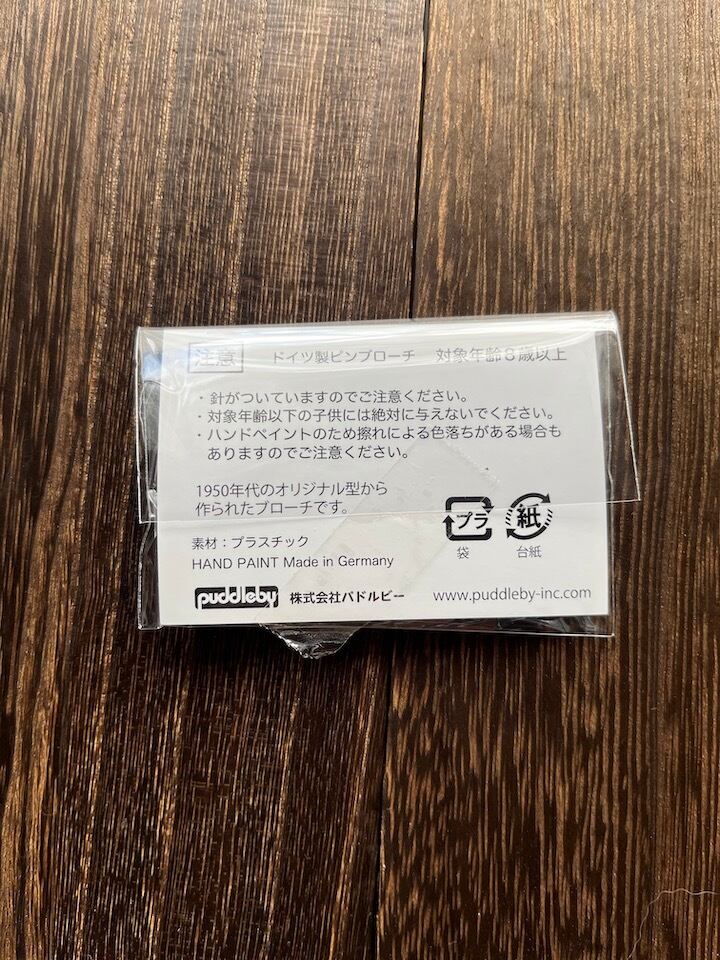 注意 ドイツ製ピンブローチ 対象年齢8歳以上
・針がついていますのでご注意ください。
・対象年齢以下の子供には絶対に与えないでください。
・ハンドペイントのため擦れによる色落ちがある場合も
ありますのでご注意ください。
1950年代のオリジナル型から
作られたブローチです。
プラ 紙
袋 台紙
素材：プラスチック
HAND PAINT Made in Germany
puddleby 株式会社パドルビー www.puddleby-inc.com